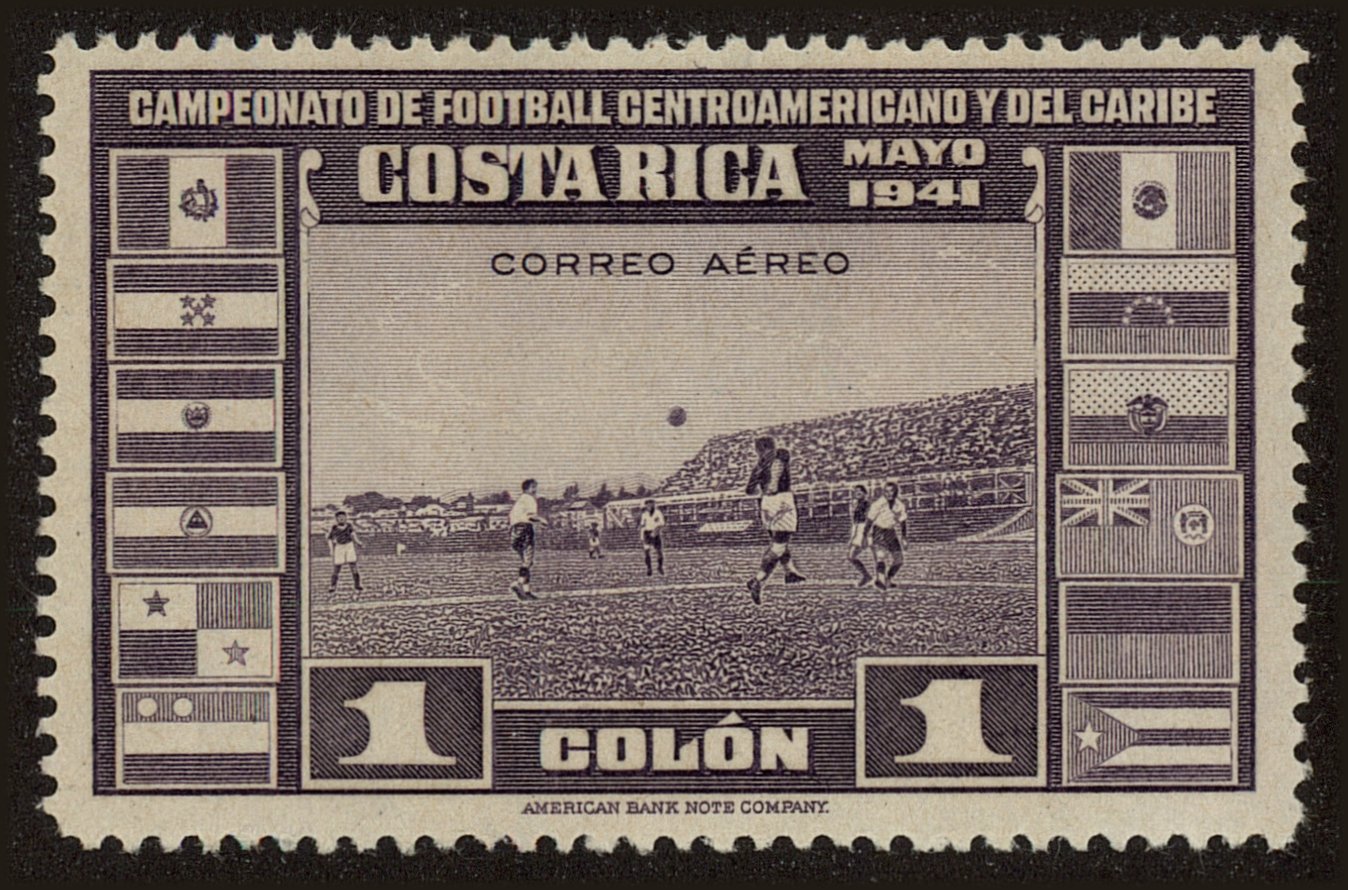 CAMPEONATO DE FOOTBALL CENTROAMERICANO Y DEL CARIBE
COSTA RICA
MAYO
1941
CORREO AÉREO
1
1
COLÓN
AMERICAN BANK NOTE COMPANY.